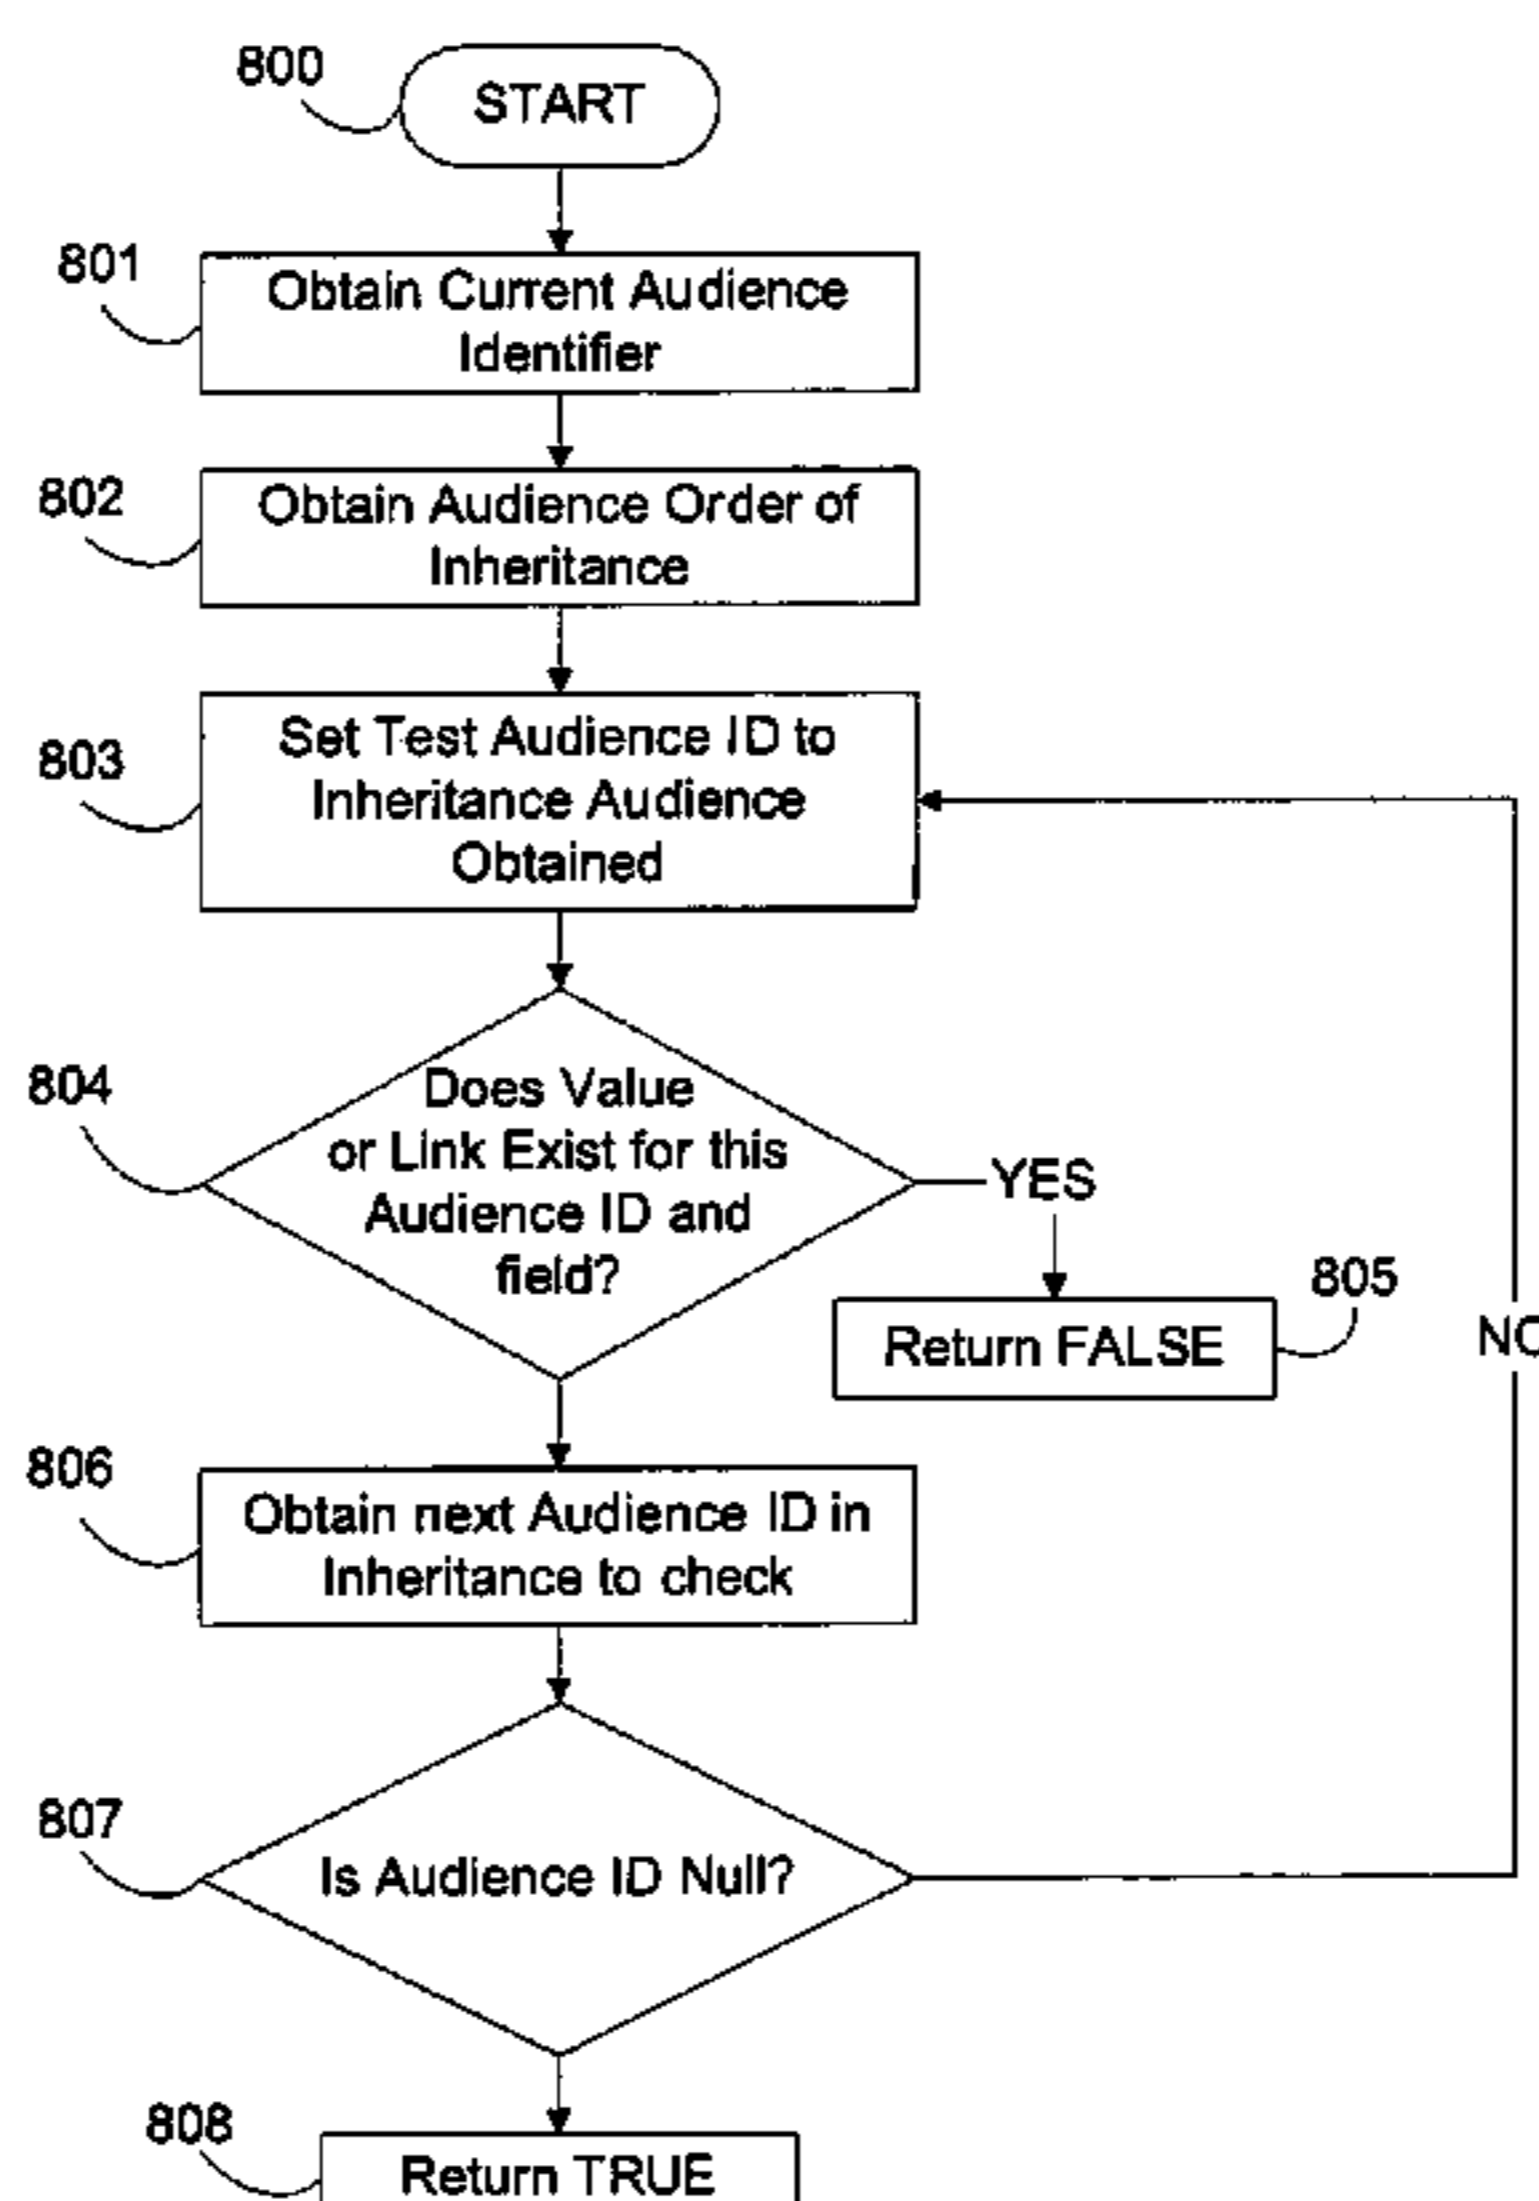 800
START
801
Obtain Current Audience
Identifier
802
Obtain Audience Order of
Inheritance
803
Set Test Audience ID to
Inheritance Audience
Obtained
804
Does Value
or Link Exist for this
Audience ID and
field?
YES
805
Return FALSE
NO
806
Obtain next Audience ID in
Inheritance to check
807
Is Audience ID Null?
808
Return TRUE